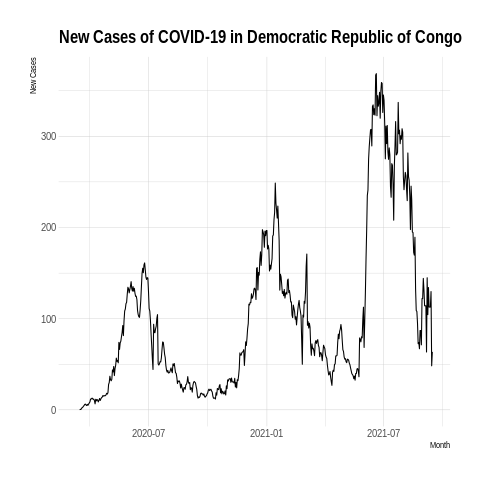 New Cases of COVID-19 in Democratic Republic of Congo
New Cases
300
200
100
0
2020-07 2021-01 2021-07
Month